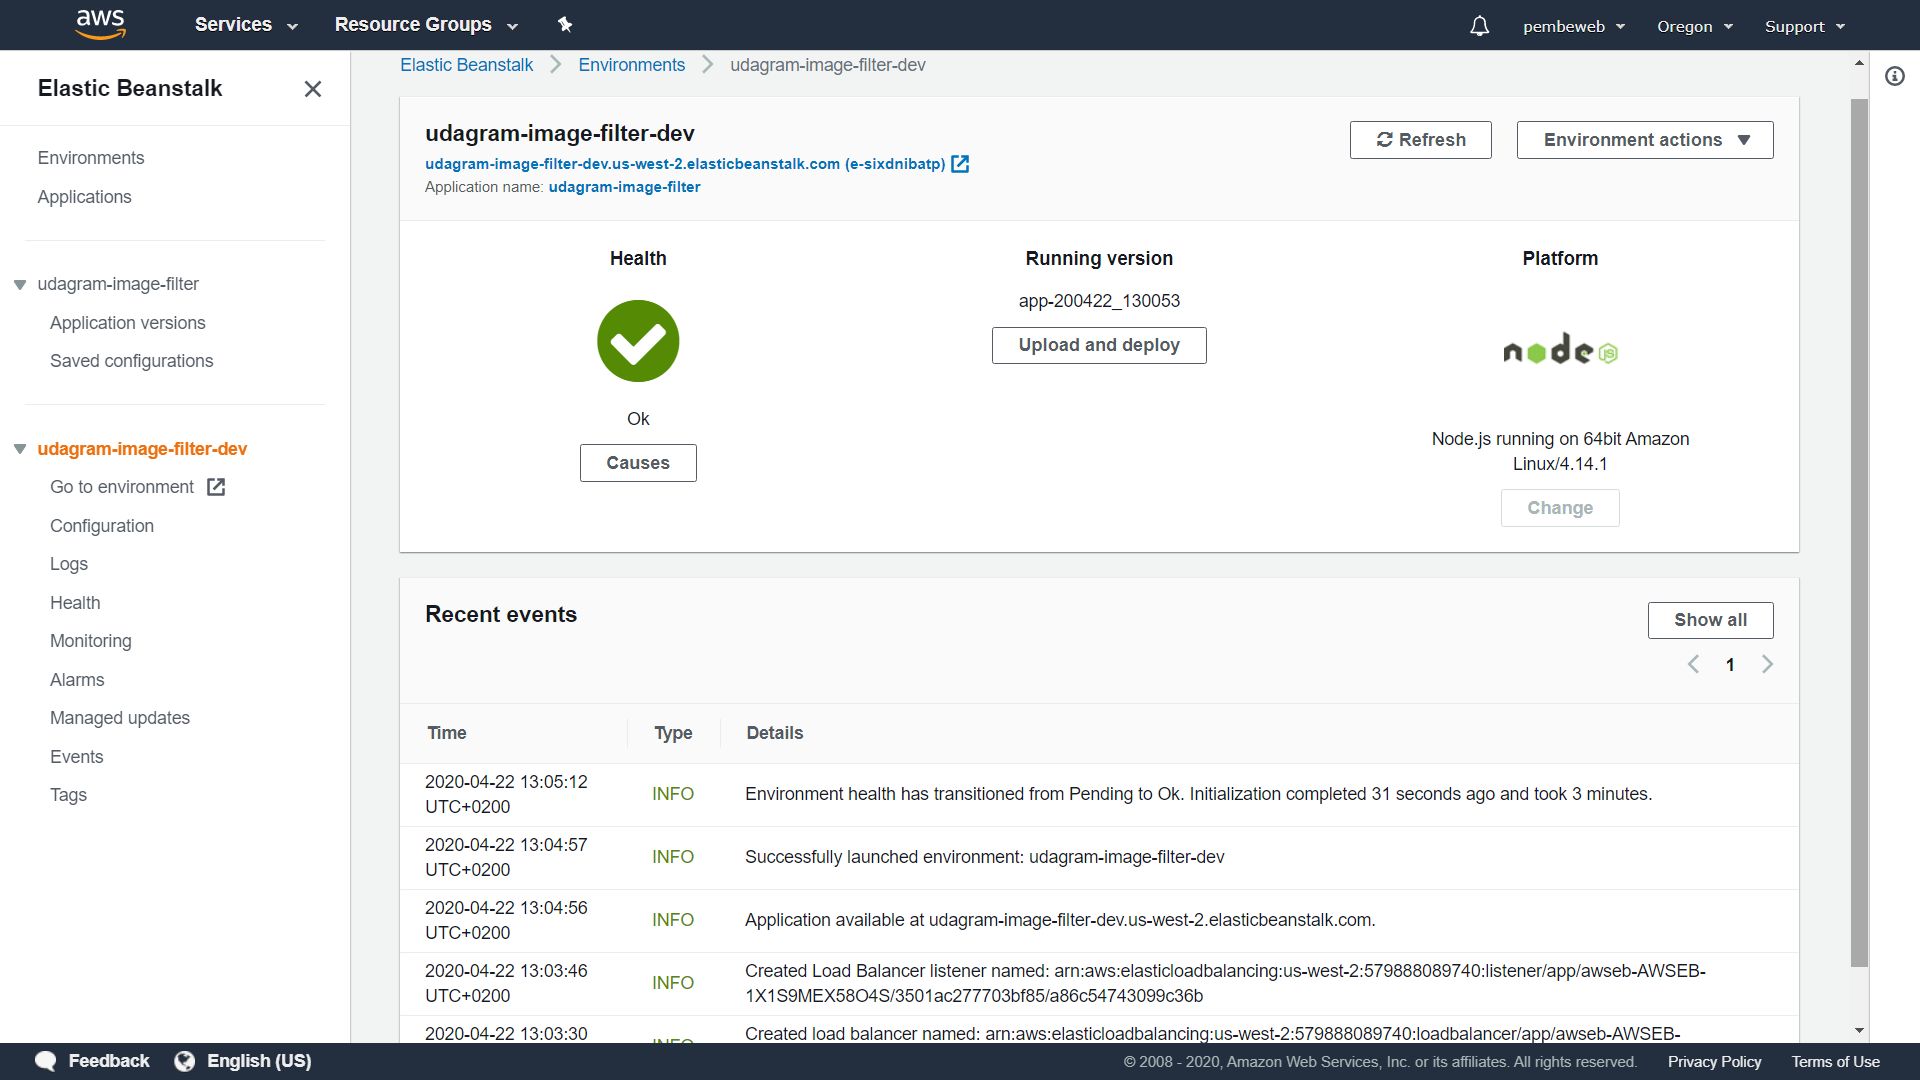 aws
Services
Resource Groups
pembeweb
Oregon
Support
Elastic Beanstalk
Environments
Applications
udagram-image-filter
Application versions
Saved configurations
udagram-image-filter-dev
Go to environment
Configuration
Logs
Health
Monitoring
Alarms
Managed updates
Events
Tags
Elastic Beanstalk > Environments > udagram-image-filter-dev
udagram-image-filter-dev
udagram-image-filter-dev.us-west-2.elasticbeanstalk.com (e-sixdnibatp)
Application name: udagram-image-filter
Refresh
Environment actions
Health
Ok
Causes
Running version
app-200422_130053
Upload and deploy
Platform
node JS
Node.js running on 64bit Amazon
Linux/4.14.1
Change
Recent events
Show all
1
Time Type Details
2020-04-22 13:05:12
UTC+0200
INFO
Environment health has transitioned from Pending to Ok. Initialization completed 31 seconds ago and took 3 minutes.
2020-04-22 13:04:57
UTC+0200
INFO
Successfully launched environment: udagram-image-filter-dev
2020-04-22 13:04:56
UTC+0200
INFO
Application available at udagram-image-filter-dev.us-west-2.elasticbeanstalk.com.
2020-04-22 13:03:46
UTC+0200
INFO
Created Load Balancer listener named: arn:aws:elasticloadbalancing:us-west-2:579888089740:listener/app/awseb-AWSEB-
1X1S9MEX58O4S/3501ac277703bf85/a86c54743099c36b
2020-04-22 13:03:30
INFO
Created load balancer named: arn:aws:elasticloadbalancing:us-west-2:579888089740:loadbalancer/app/awseb-AWSEB-
Feedback
English (US)
© 2008 - 2020, Amazon Web Services, Inc. or its affiliates. All rights reserved.
Privacy Policy
Terms of Use